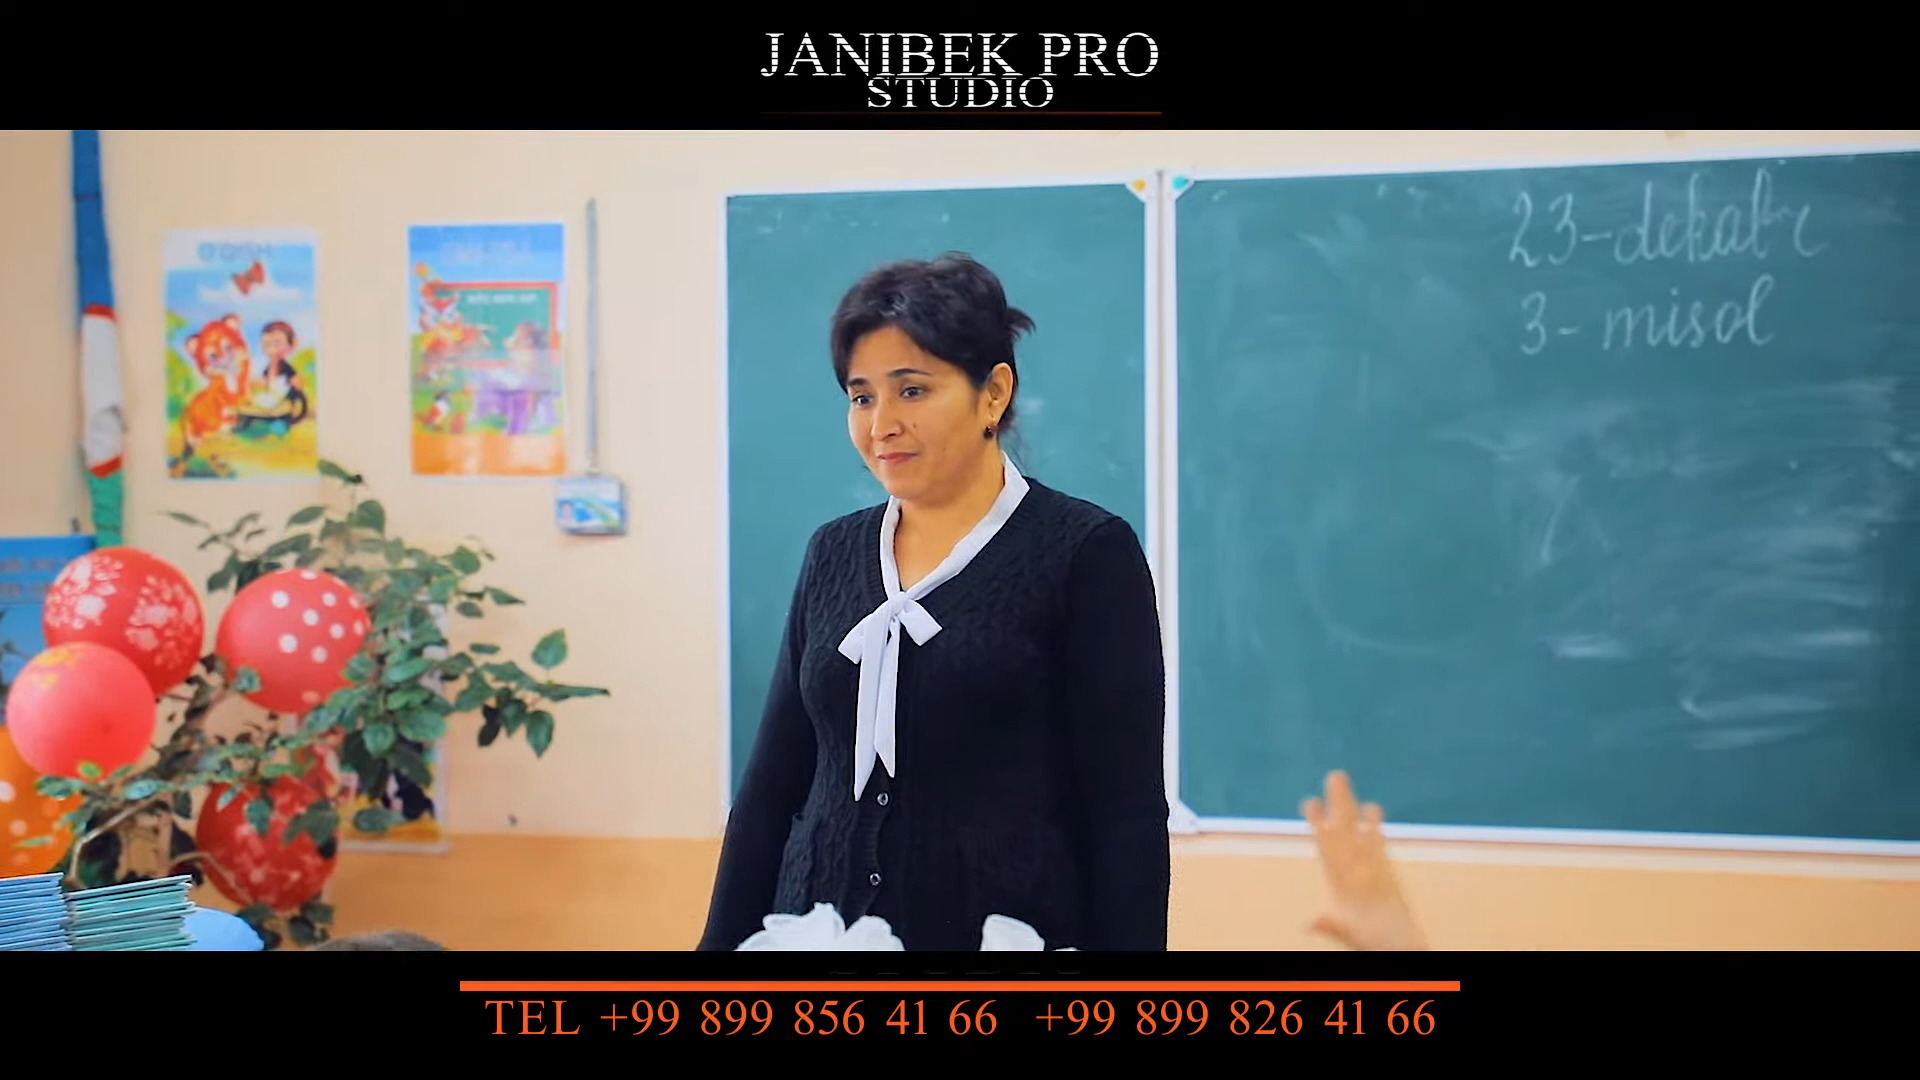 JANIBEK PRO
STUDIO
23-dekabr
3- misol
TEL +99 899 856 41 66 +99 899 826 41 66